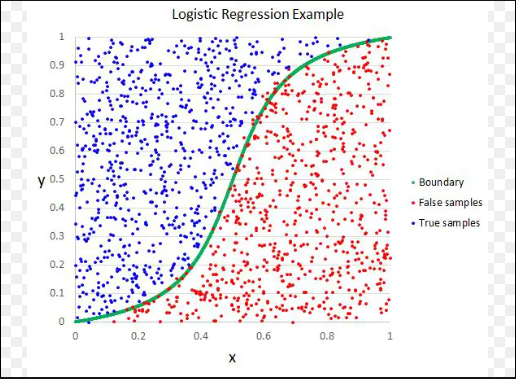 Logistic Regression Example
1
0.9
0.8
0.7
0.6
y
0.5
0.4
0.3
0.2
0.1
0
0 0.2 0.4 0.6 0.8 1
x
Boundary
False samples
True samples